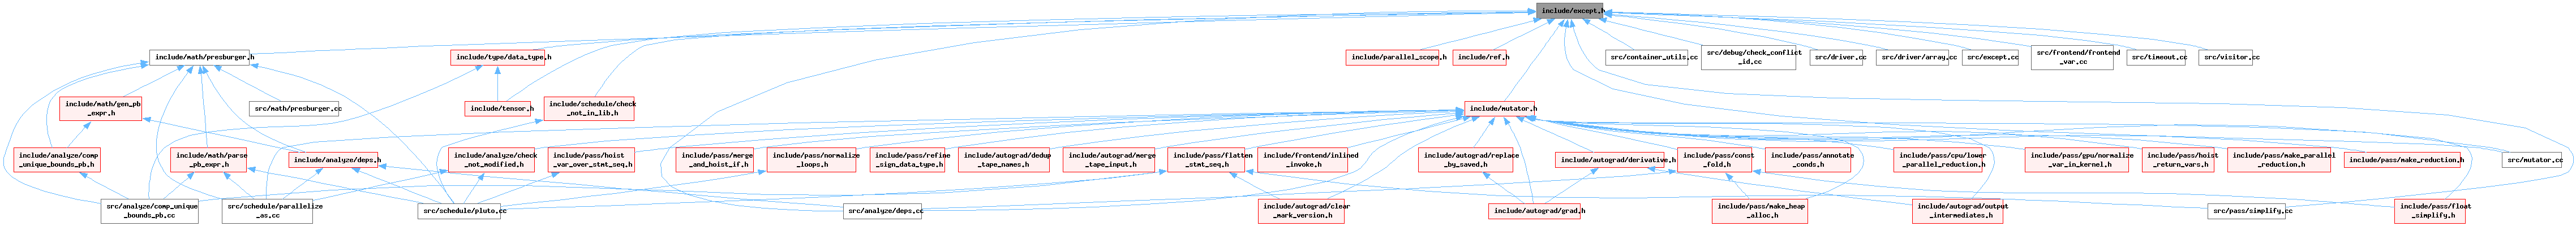 include/except.h
include/math/presburger.h
include/type/data_type.h
include/parallel_scope.h
include/ref.h
src/container_utils.cc
src/debug/check_conflict
_id.cc
src/driver.cc
src/driver/array.cc
src/except.cc
src/frontend/frontend
_var.cc
src/timeout.cc
src/visitor.cc
include/math/gen_pb
_expr.h
src/math/presburger.cc
include/tensor.h
include/schedule/check
_not_in_lib.h
include/mutator.h
include/analyze/comp
_unique_bounds_pb.h
include/math/parse
_pb_expr.h
include/analyze/deps.h
include/analyze/check
_not_modified.h
include/pass/hoist
_var_over_stmt_seq.h
include/pass/merge
_and_hoist_if.h
include/pass/normalize
_loops.h
include/pass/refine
_sign_data_type.h
include/autograd/dedup
_tape_names.h
include/autograd/merge
_tape_input.h
include/pass/flatten
_stmt_seq.h
include/frontend/inlined
_invoke.h
include/autograd/replace
_by_saved.h
include/autograd/derivative.h
include/pass/const
_fold.h
include/pass/annotate
_conds.h
include/pass/cpu/lower
_parallel_reduction.h
include/pass/gpu/normalize
_var_in_kernel.h
include/pass/hoist
_return_vars.h
include/pass/make_parallel
_reduction.h
include/pass/make_reduction.h
src/mutator.cc
src/analyze/comp_unique
_bounds_pb.cc
src/schedule/parallelize
_as.cc
src/schedule/pluto.cc
src/analyze/deps.cc
include/autograd/clear
_mark_version.h
include/autograd/grad.h
include/pass/make_heap
_alloc.h
include/autograd/output
_intermediates.h
src/pass/simplify.cc
include/pass/float
_simplify.h